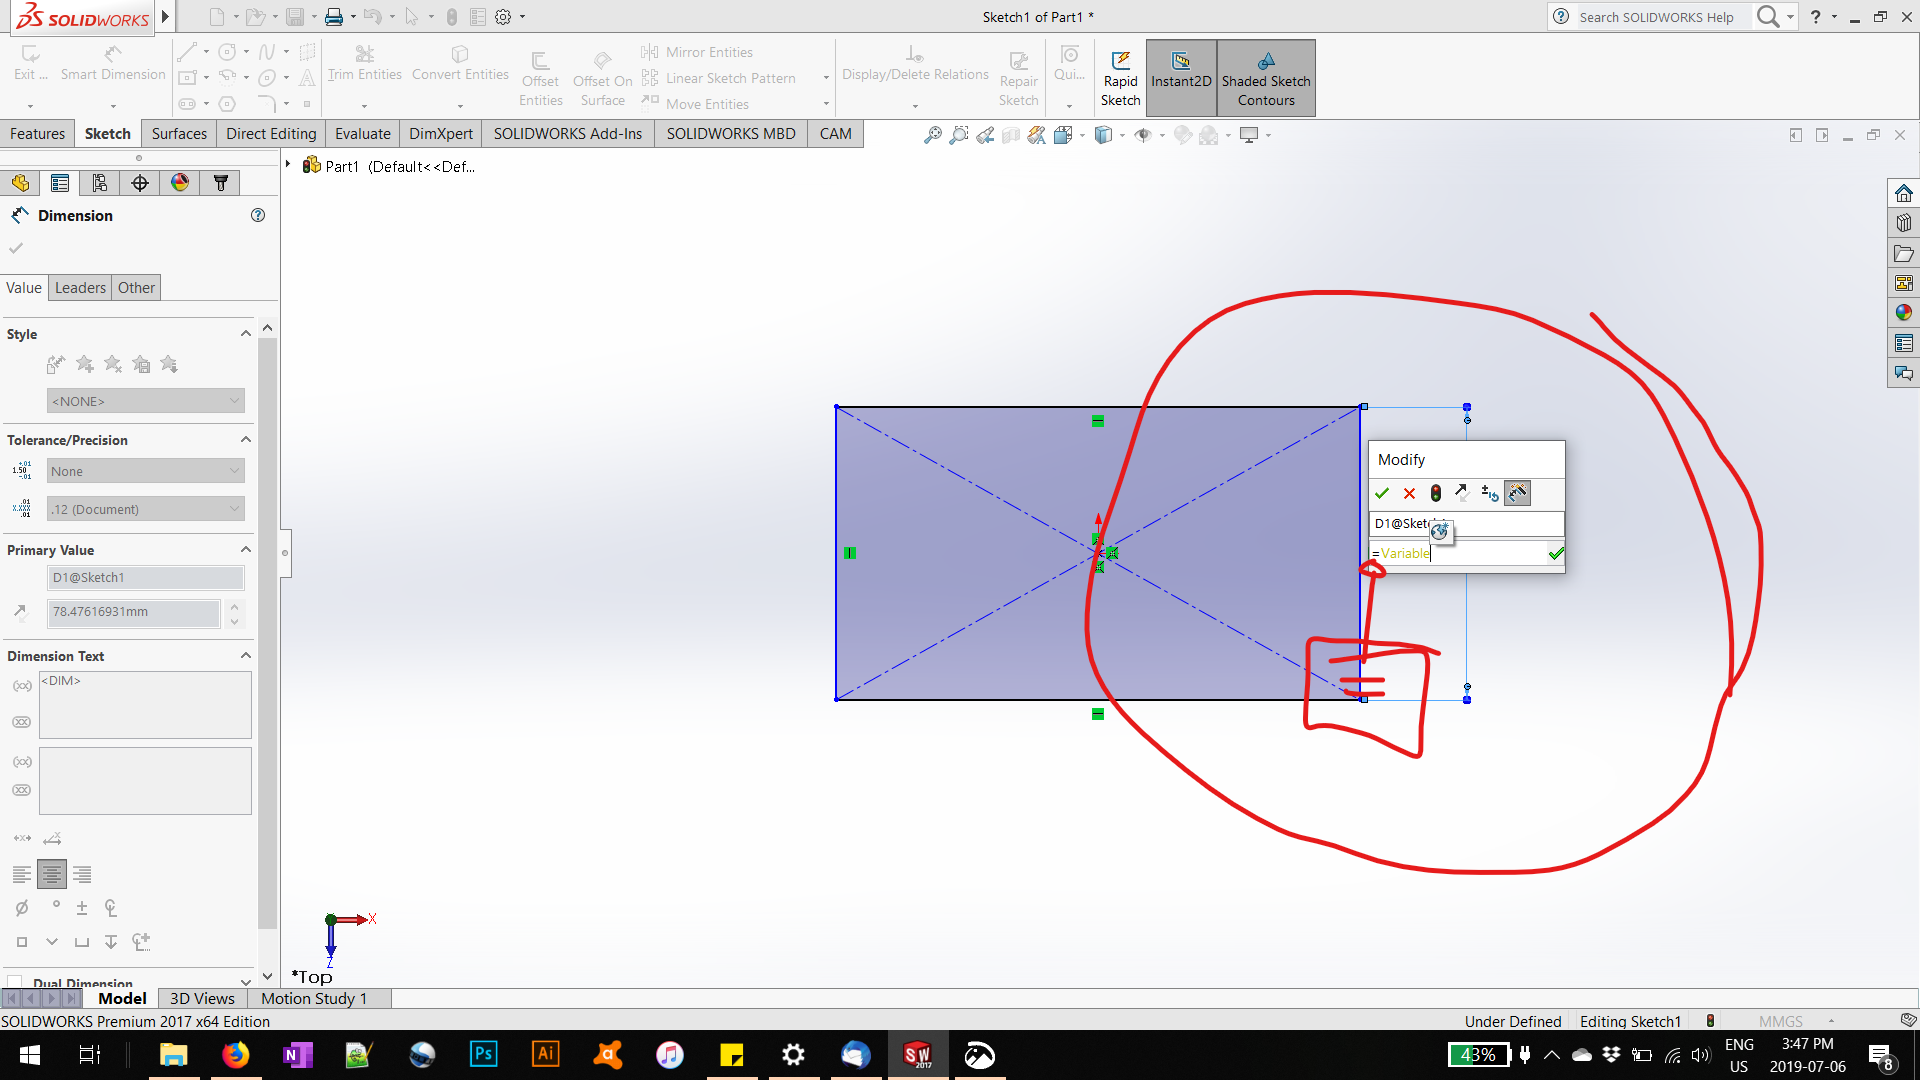 SOLIDWORKS
Sketch1 of Part1 *
Search SOLIDWORKS Help
?
Exit ...
Smart Dimension
Trim Entities
Convert Entities
Offset Entities
Offset On Surface
Mirror Entities
Linear Sketch Pattern
Move Entities
Display/Delete Relations
Repair Sketch
Qui...
Rapid Sketch
Instant2D
Shaded Sketch Contours
Features
Sketch
Surfaces
Direct Editing
Evaluate
DimXpert
SOLIDWORKS Add-Ins
SOLIDWORKS MBD
CAM
Part1 (Default<<Def...
Dimension
Value
Leaders
Other
Style
<NONE>
Tolerance/Precision
None
.12 (Document)
Primary Value
D1@Sketch1
78.47616931mm
Dimension Text
<DIM>
Dual Dimension
Modify
D1@Sketc
=Variable
X
Z
*Top
Model
3D Views
Motion Study 1
SOLIDWORKS Premium 2017 x64 Edition
Under Defined
Editing Sketch1
MMGS
N
Ps
Ai
SW
2017
43%
ENG
US
3:47 PM
2019-07-06
8